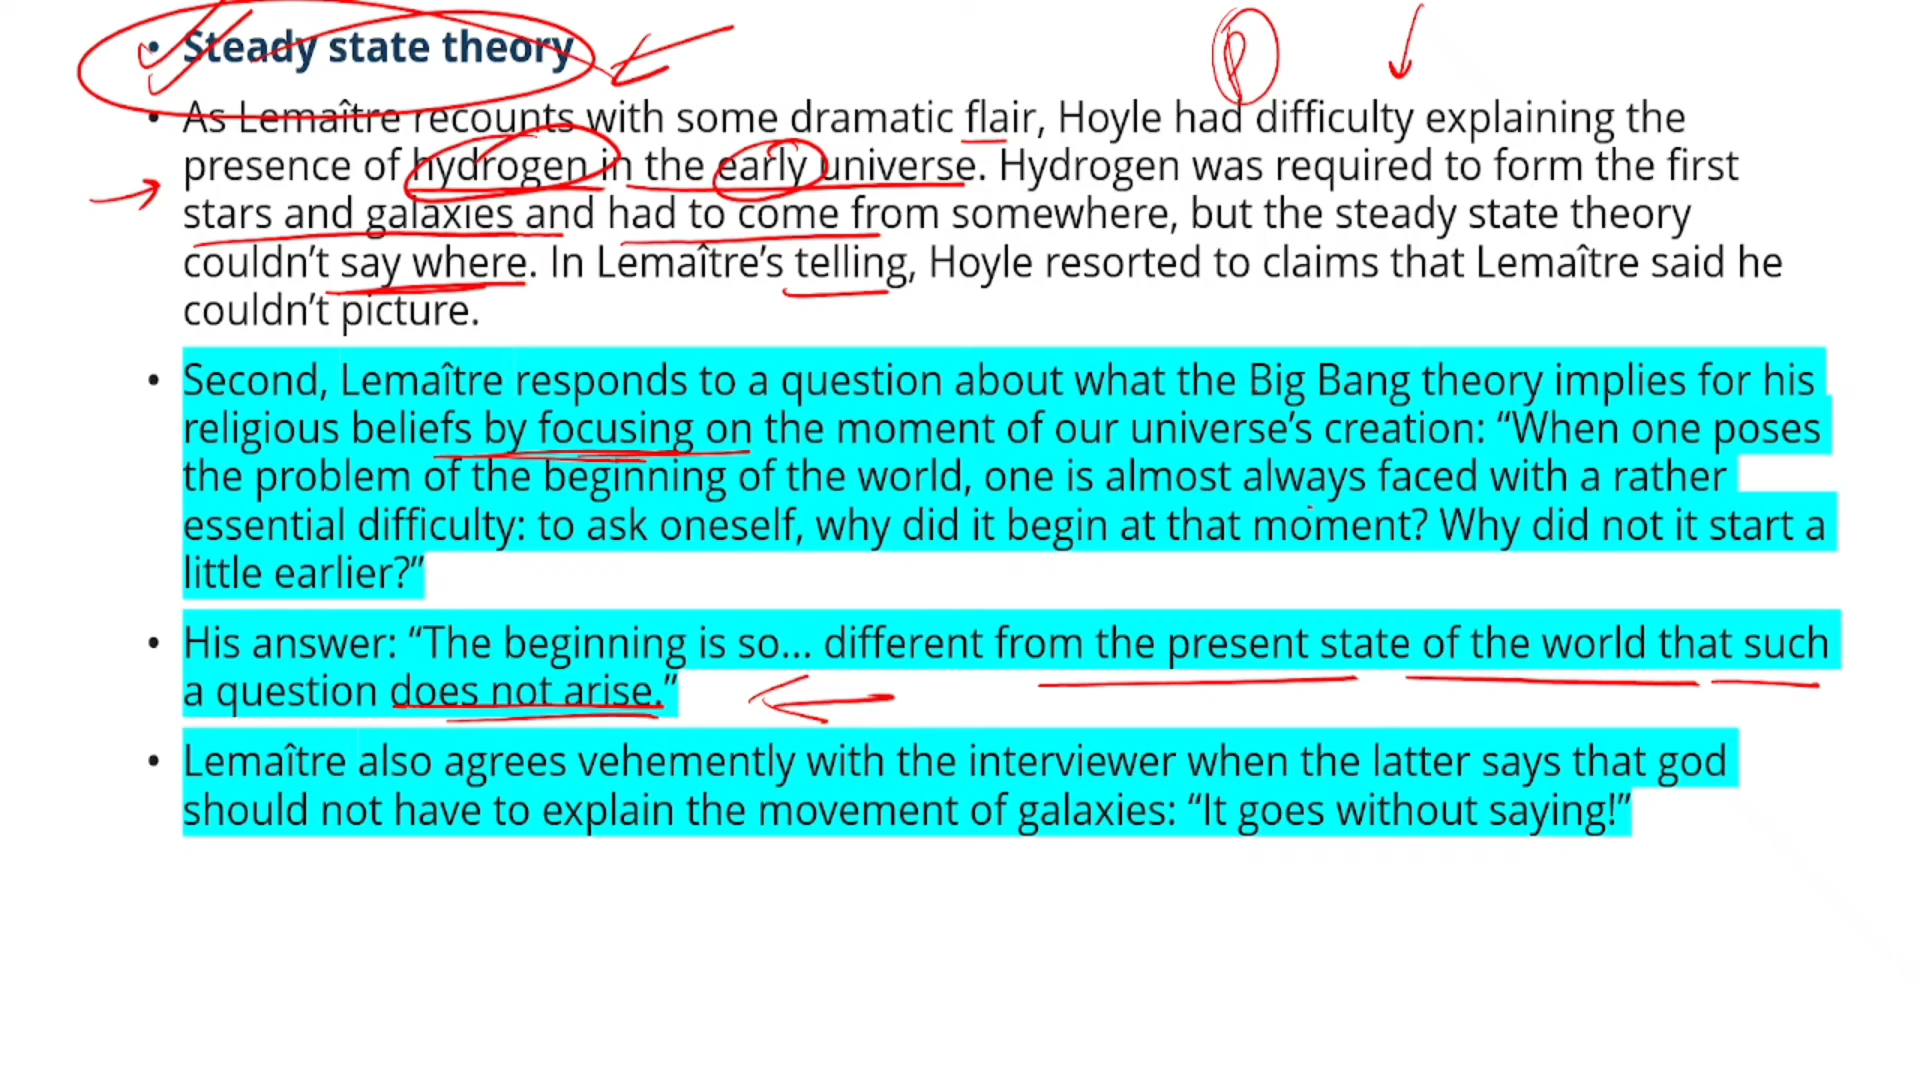 • Steady state theory
P
• As Lemaître recounts with some dramatic flair, Hoyle had difficulty explaining the
presence of hydrogen in the early universe. Hydrogen was required to form the first
stars and galaxies and had to come from somewhere, but the steady state theory
couldn’t say where. In Lemaître’s telling, Hoyle resorted to claims that Lemaître said he
couldn’t picture.
• Second, Lemaître responds to a question about what the Big Bang theory implies for his
religious beliefs by focusing on the moment of our universe’s creation: “When one poses
the problem of the beginning of the world, one is almost always faced with a rather
essential difficulty: to ask oneself, why did it begin at that moment? Why did not it start a
little earlier?”
• His answer: “The beginning is so... different from the present state of the world that such
a question does not arise.”
• Lemaître also agrees vehemently with the interviewer when the latter says that god
should not have to explain the movement of galaxies: “It goes without saying!”